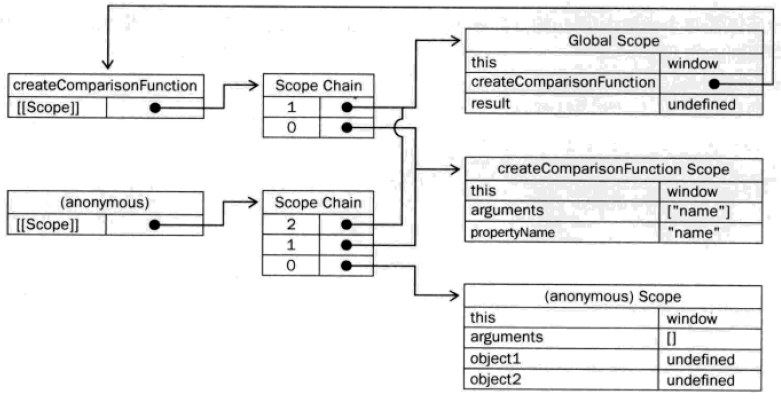 createComparisonFunction
[[Scope]]
Scope Chain
1
0
Global Scope
this window
createComparisonFunction
result undefined
(anonymous)
[[Scope]]
Scope Chain
2
1
0
createComparisonFunction Scope
this window
arguments ["name"]
propertyName "name"
(anonymous) Scope
this window
arguments []
object1 undefined
object2 undefined